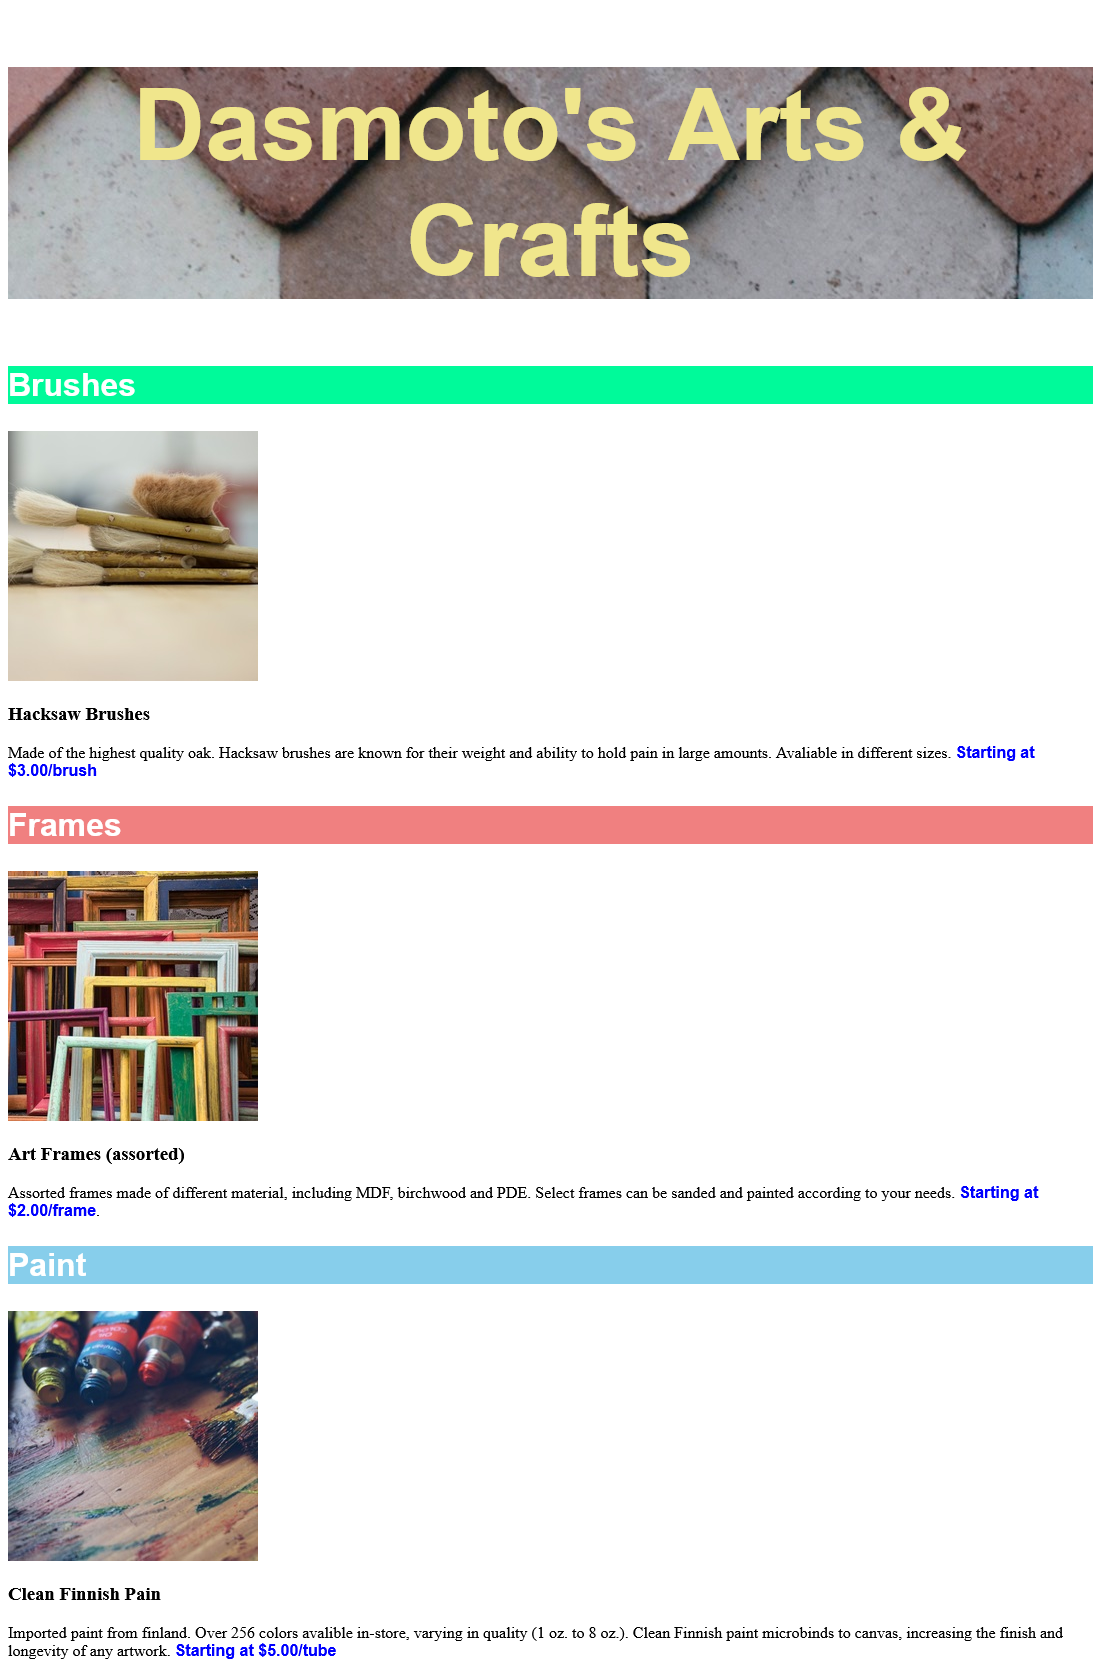 Dasmoto's Arts &
Crafts
Brushes
Hacksaw Brushes
Made of the highest quality oak. Hacksaw brushes are known for their weight and ability to hold pain in large amounts. Avaliable in different sizes. Starting at
$3.00/brush
Frames
Art Frames (assorted)
Assorted frames made of different material, including MDF, birchwood and PDE. Select frames can be sanded and painted according to your needs. Starting at
$2.00/frame.
Paint
Clean Finnish Pain
Imported paint from finland. Over 256 colors avalible in-store, varying in quality (1 oz. to 8 oz.). Clean Finnish paint microbinds to canvas, increasing the finish and
longevity of any artwork. Starting at $5.00/tube